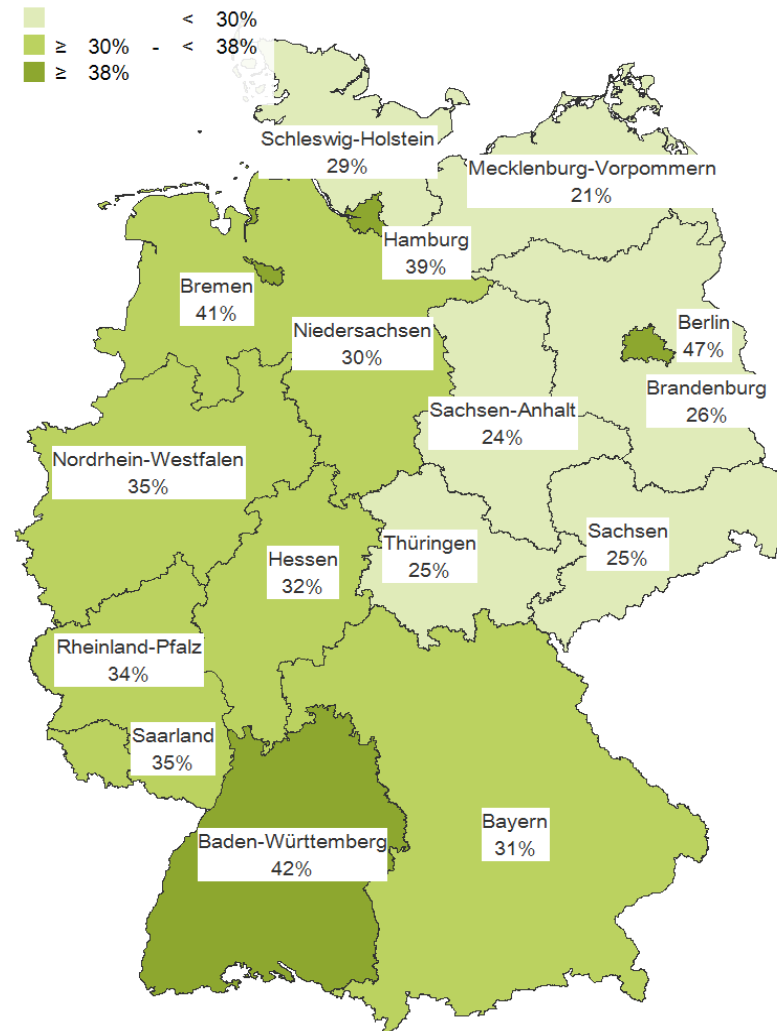 < 30%
≥ 30% - < 38%
≥ 38%
Schleswig-Holstein
29%
Mecklenburg-Vorpommern
21%
Hamburg
39%
Bremen
41%
Niedersachsen
30%
Berlin
47%
Brandenburg
26%
Sachsen-Anhalt
24%
Nordrhein-Westfalen
35%
Hessen
32%
Thüringen
25%
Sachsen
25%
Rheinland-Pfalz
34%
Saarland
35%
Baden-Württemberg
42%
Bayern
31%